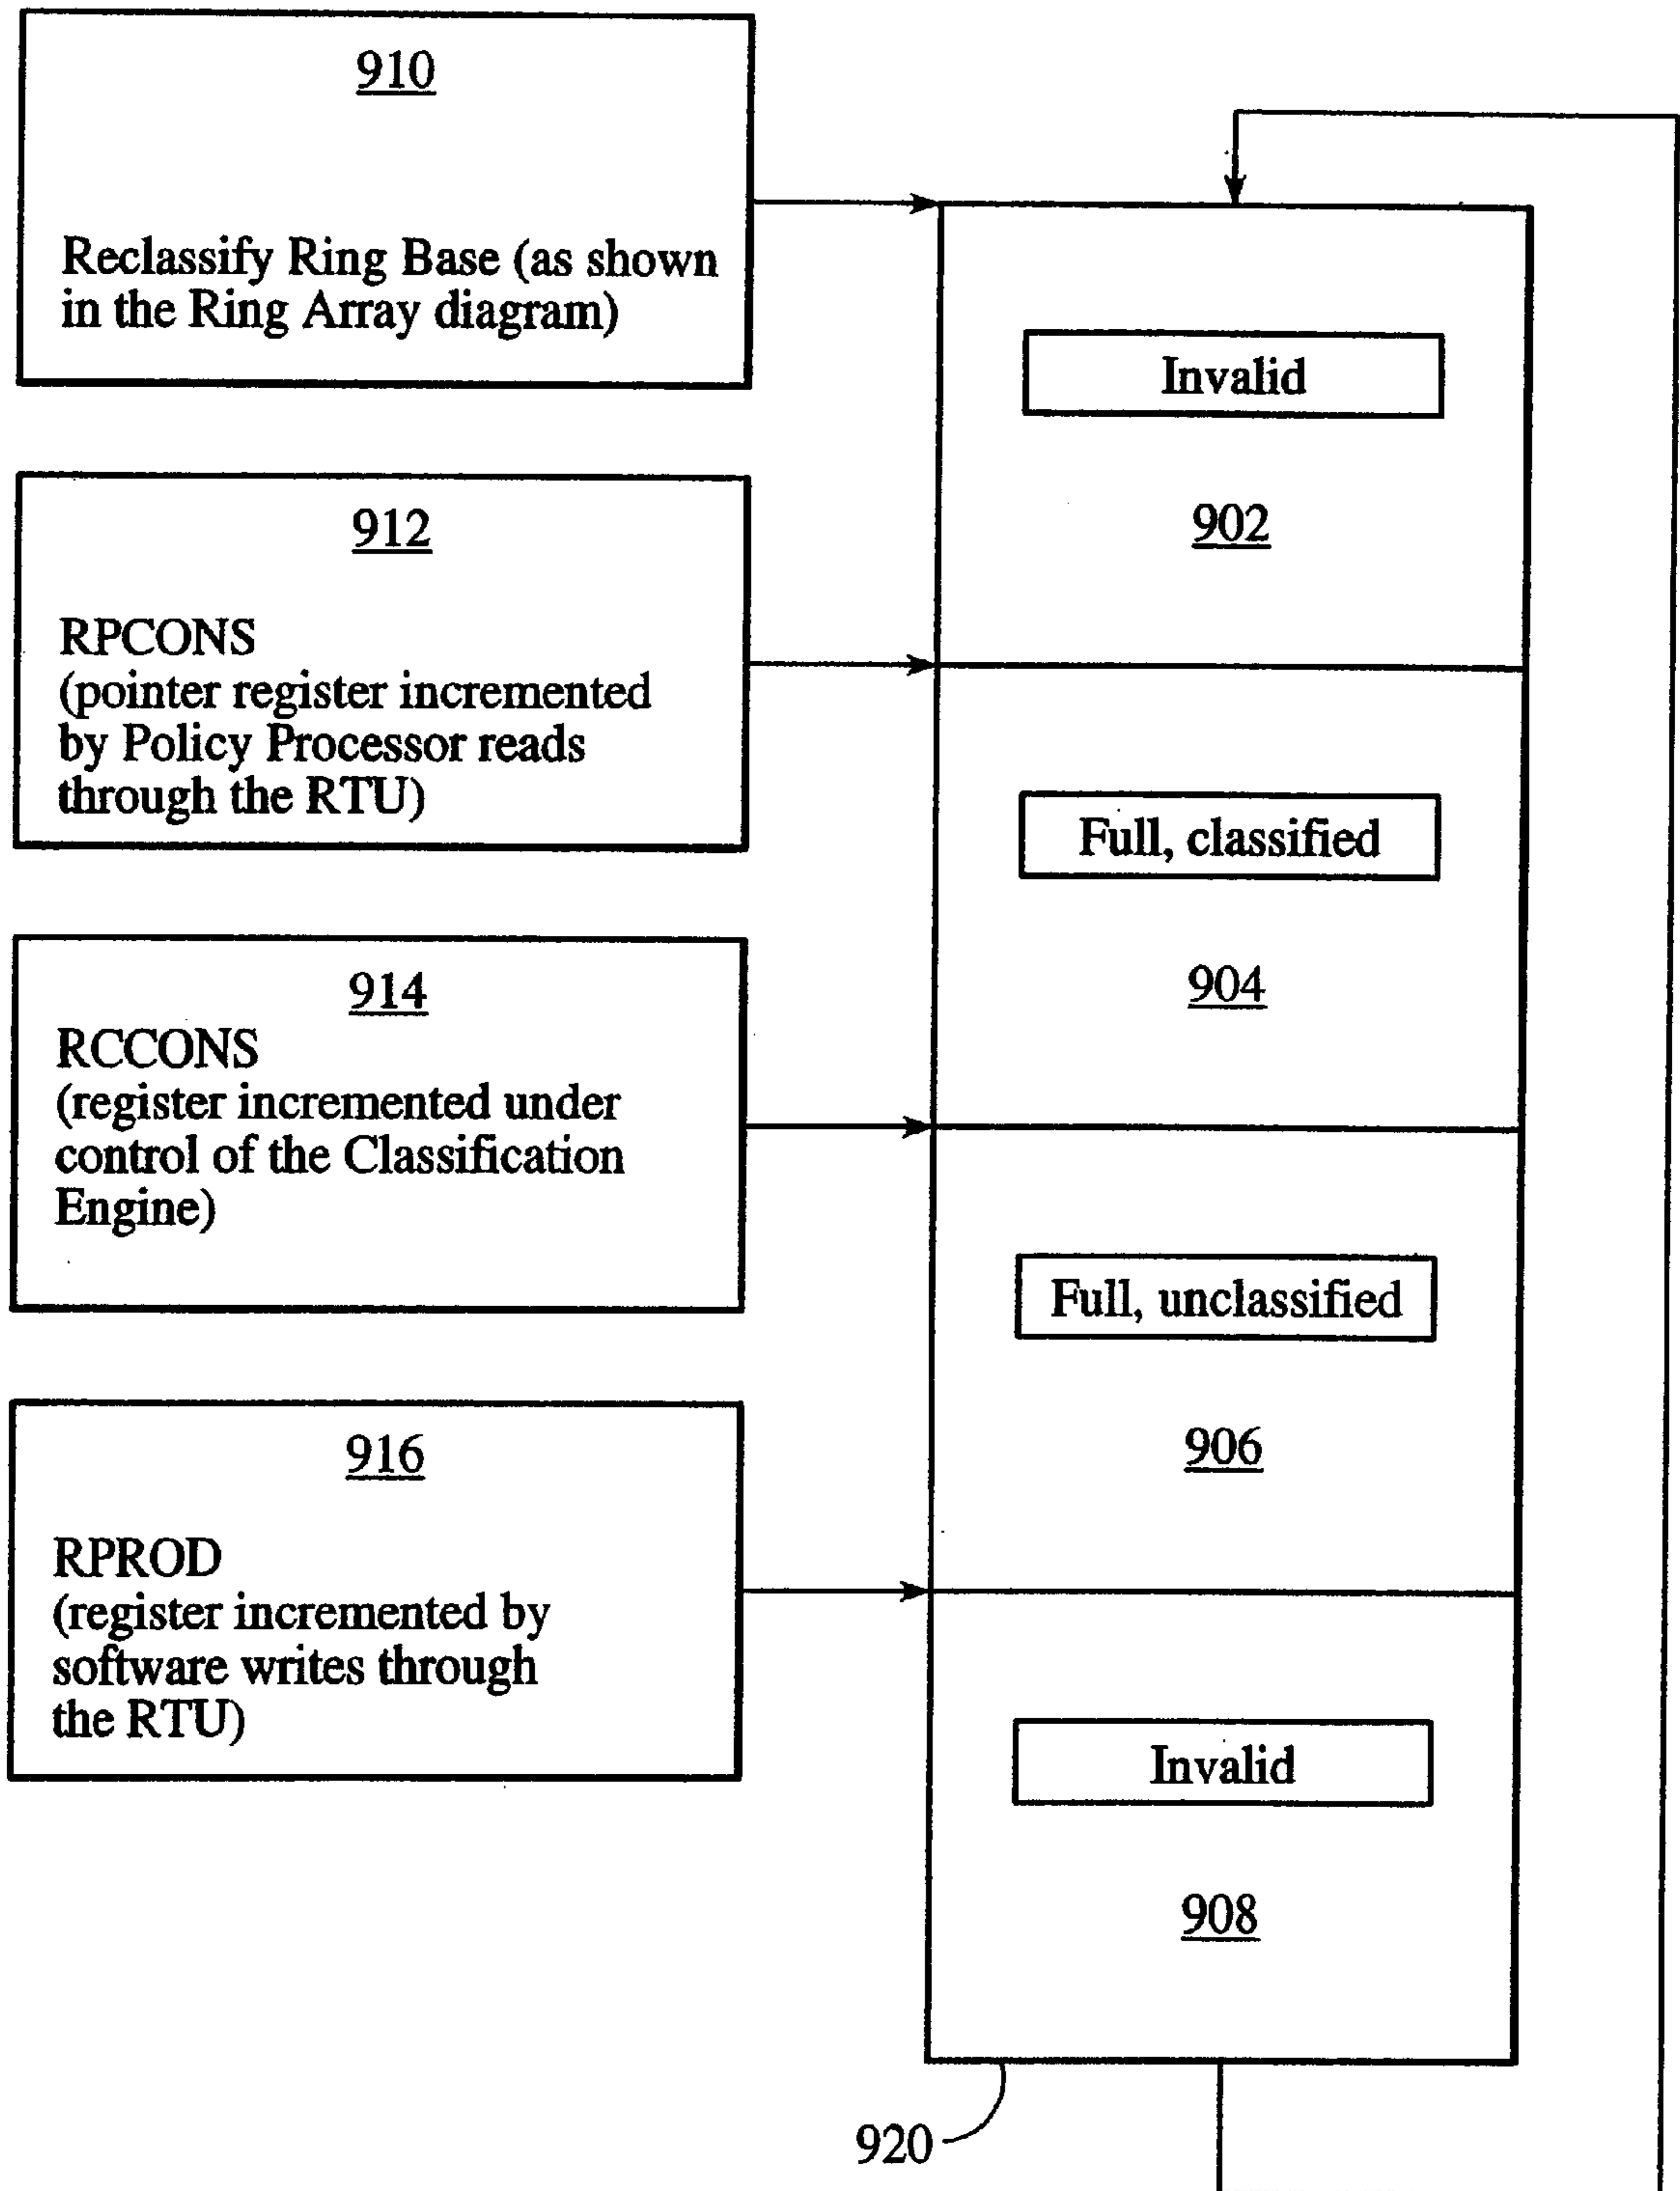 910
Reclassify Ring Base (as shown
in the Ring Array diagram)
Invalid
902
912
RPCONS
(pointer register incremented
by Policy Processor reads
through the RTU)
Full, classified
904
914
RCCONS
(register incremented under
control of the Classification
Engine)
Full, unclassified
906
916
RPROD
(register incremented by
software writes through
the RTU)
Invalid
908
920